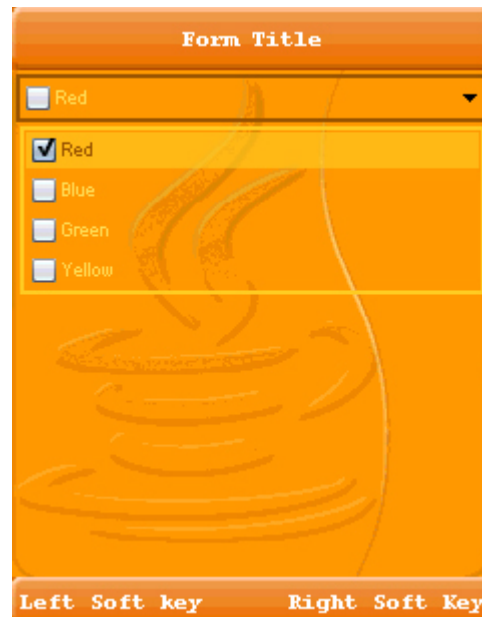 Form Title
Red
Red
Blue
Green
Yellow
Left Soft key Right Soft Key